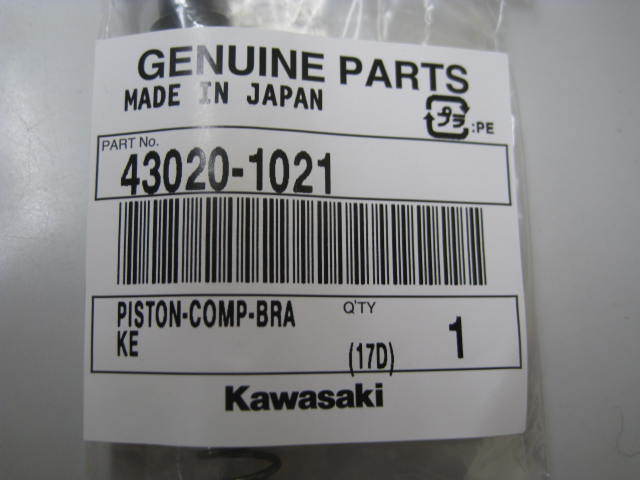 GENUINE PARTS
MADE IN JAPAN
プラ :PE
PART No.
43020-1021
PISTON-COMP-BRA
KE
Q'TY
(17D)
1
Kawasaki